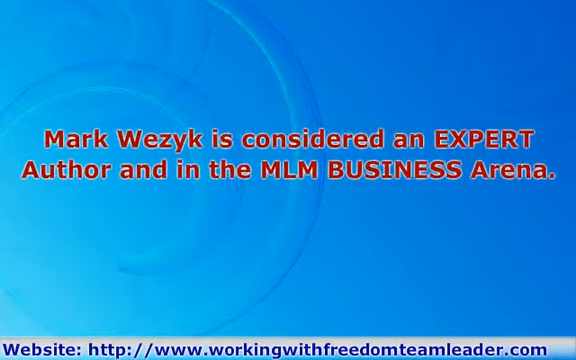 Mark Wezyk is considered an EXPERT
Author and in the MLM BUSINESS Arena.
Website: http://www.workingwithfreedomteamleader.com